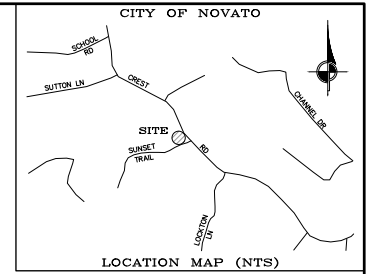 CITY OF NOVATO
SCHOOL
RD
SUTTON LN
CREST
CHANNEL DR
SITE
RD
SUNSET
TRAIL
LOCKTON
LN
LOCATION MAP (NTS)